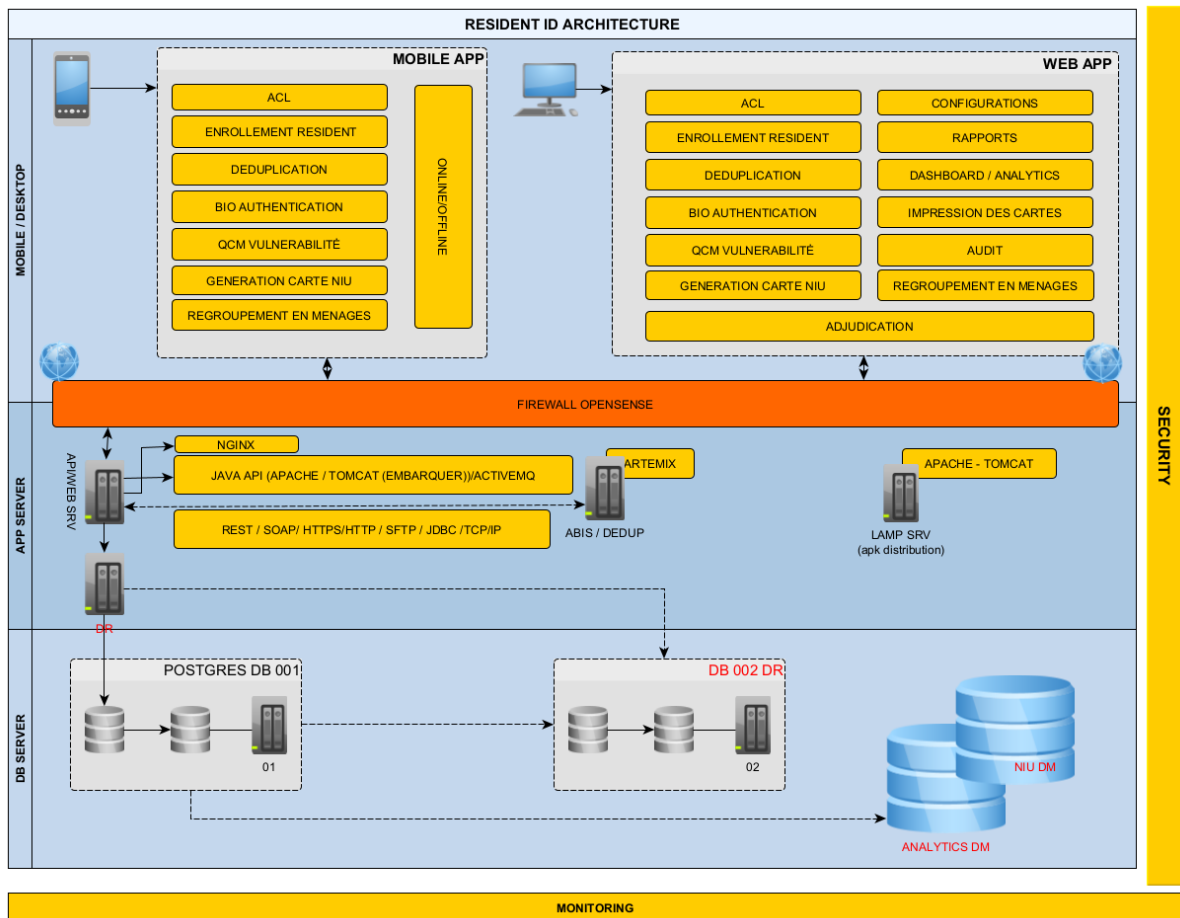 RESIDENT ID ARCHITECTURE
SECURITY
MOBILE / DESKTOP
MOBILE APP
ACL
ENROLLEMENT RESIDENT
DEDUPLICATION
BIO AUTHENTICATION
QCM VULNERABILITÉ
GENERATION CARTE NIU
REGROUPEMENT EN MENAGES
ONLINE/OFFLINE
WEB APP
ACL
ENROLLEMENT RESIDENT
DEDUPLICATION
BIO AUTHENTICATION
QCM VULNERABILITÉ
GENERATION CARTE NIU
CONFIGURATIONS
RAPPORTS
DASHBOARD / ANALYTICS
IMPRESSION DES CARTES
AUDIT
REGROUPEMENT EN MENAGES
ADJUDICATION
FIREWALL OPENSENSE
APP SERVER
API/WEB SRV
NGINX
JAVA API (APACHE / TOMCAT (EMBARQUER))/ACTIVEMQ
REST / SOAP/ HTTPS/HTTP / SFTP / JDBC /TCP/IP
ARTEMIX
ABIS / DEDUP
APACHE - TOMCAT
LAMP SRV
(apk distribution)
DR
DB SERVER
POSTGRES DB 001
01
DB 002 DR
02
NIU DM
ANALYTICS DM
MONITORING